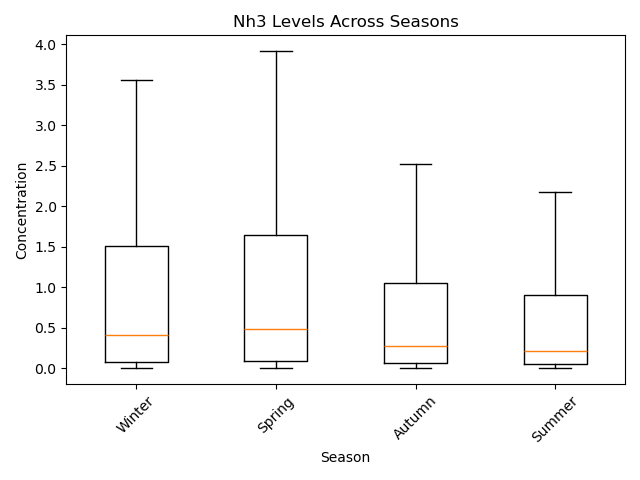 Nh3 Levels Across Seasons
Concentration
4.0
3.5
3.0
2.5
2.0
1.5
1.0
0.5
0.0
Winter
Spring
Autumn
Summer
Season